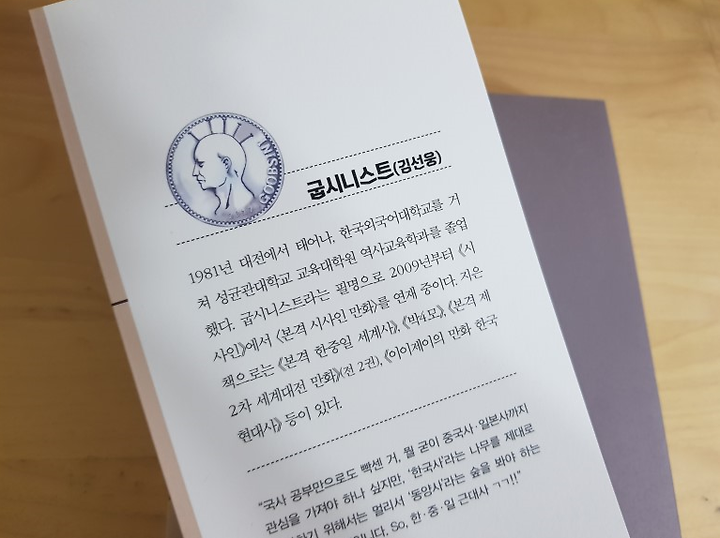 GOOBSINIST
굽시니스트(김선웅)
1981년 대전에서 태어나, 한국외국어대학교를 거
쳐 성균관대학교 교육대학원 역사교육학과를 졸업
했다. 굽시니스트라는 필명으로 2009년부터 《시
사인》에서 〈본격 시사인 만화〉를 연재 중이다. 지은
책으로는 《본격 한중일 세계사》, 《박4모》, 《본격 제
2차 세계대전 만화》(전 2권), 《이이제이의 만화 한국
현대사》 등이 있다.
“국사 공부만으로도 빡센 거, 뭘 굳이 중국사·일본사까지
관심을 가져야 하나 싶지만, ‘한국사’라는 나무를 제대로
위해서는 멀리서 ‘동양사’라는 숲을 봐야 하는
So, 한·중·일 근대사 ㄱㄱ!!”